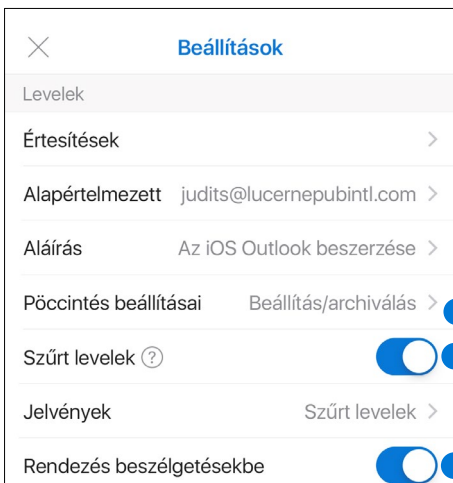 Beállítások
Levelek
Értesítések
Alapértelmezett judits@lucernepubintl.com
Aláírás Az iOS Outlook beszerzése
Pöccintés beállításai Beállítás/archiválás
Szűrt levelek ?
Jelvények Szűrt levelek
Rendezés beszélgetésekbe